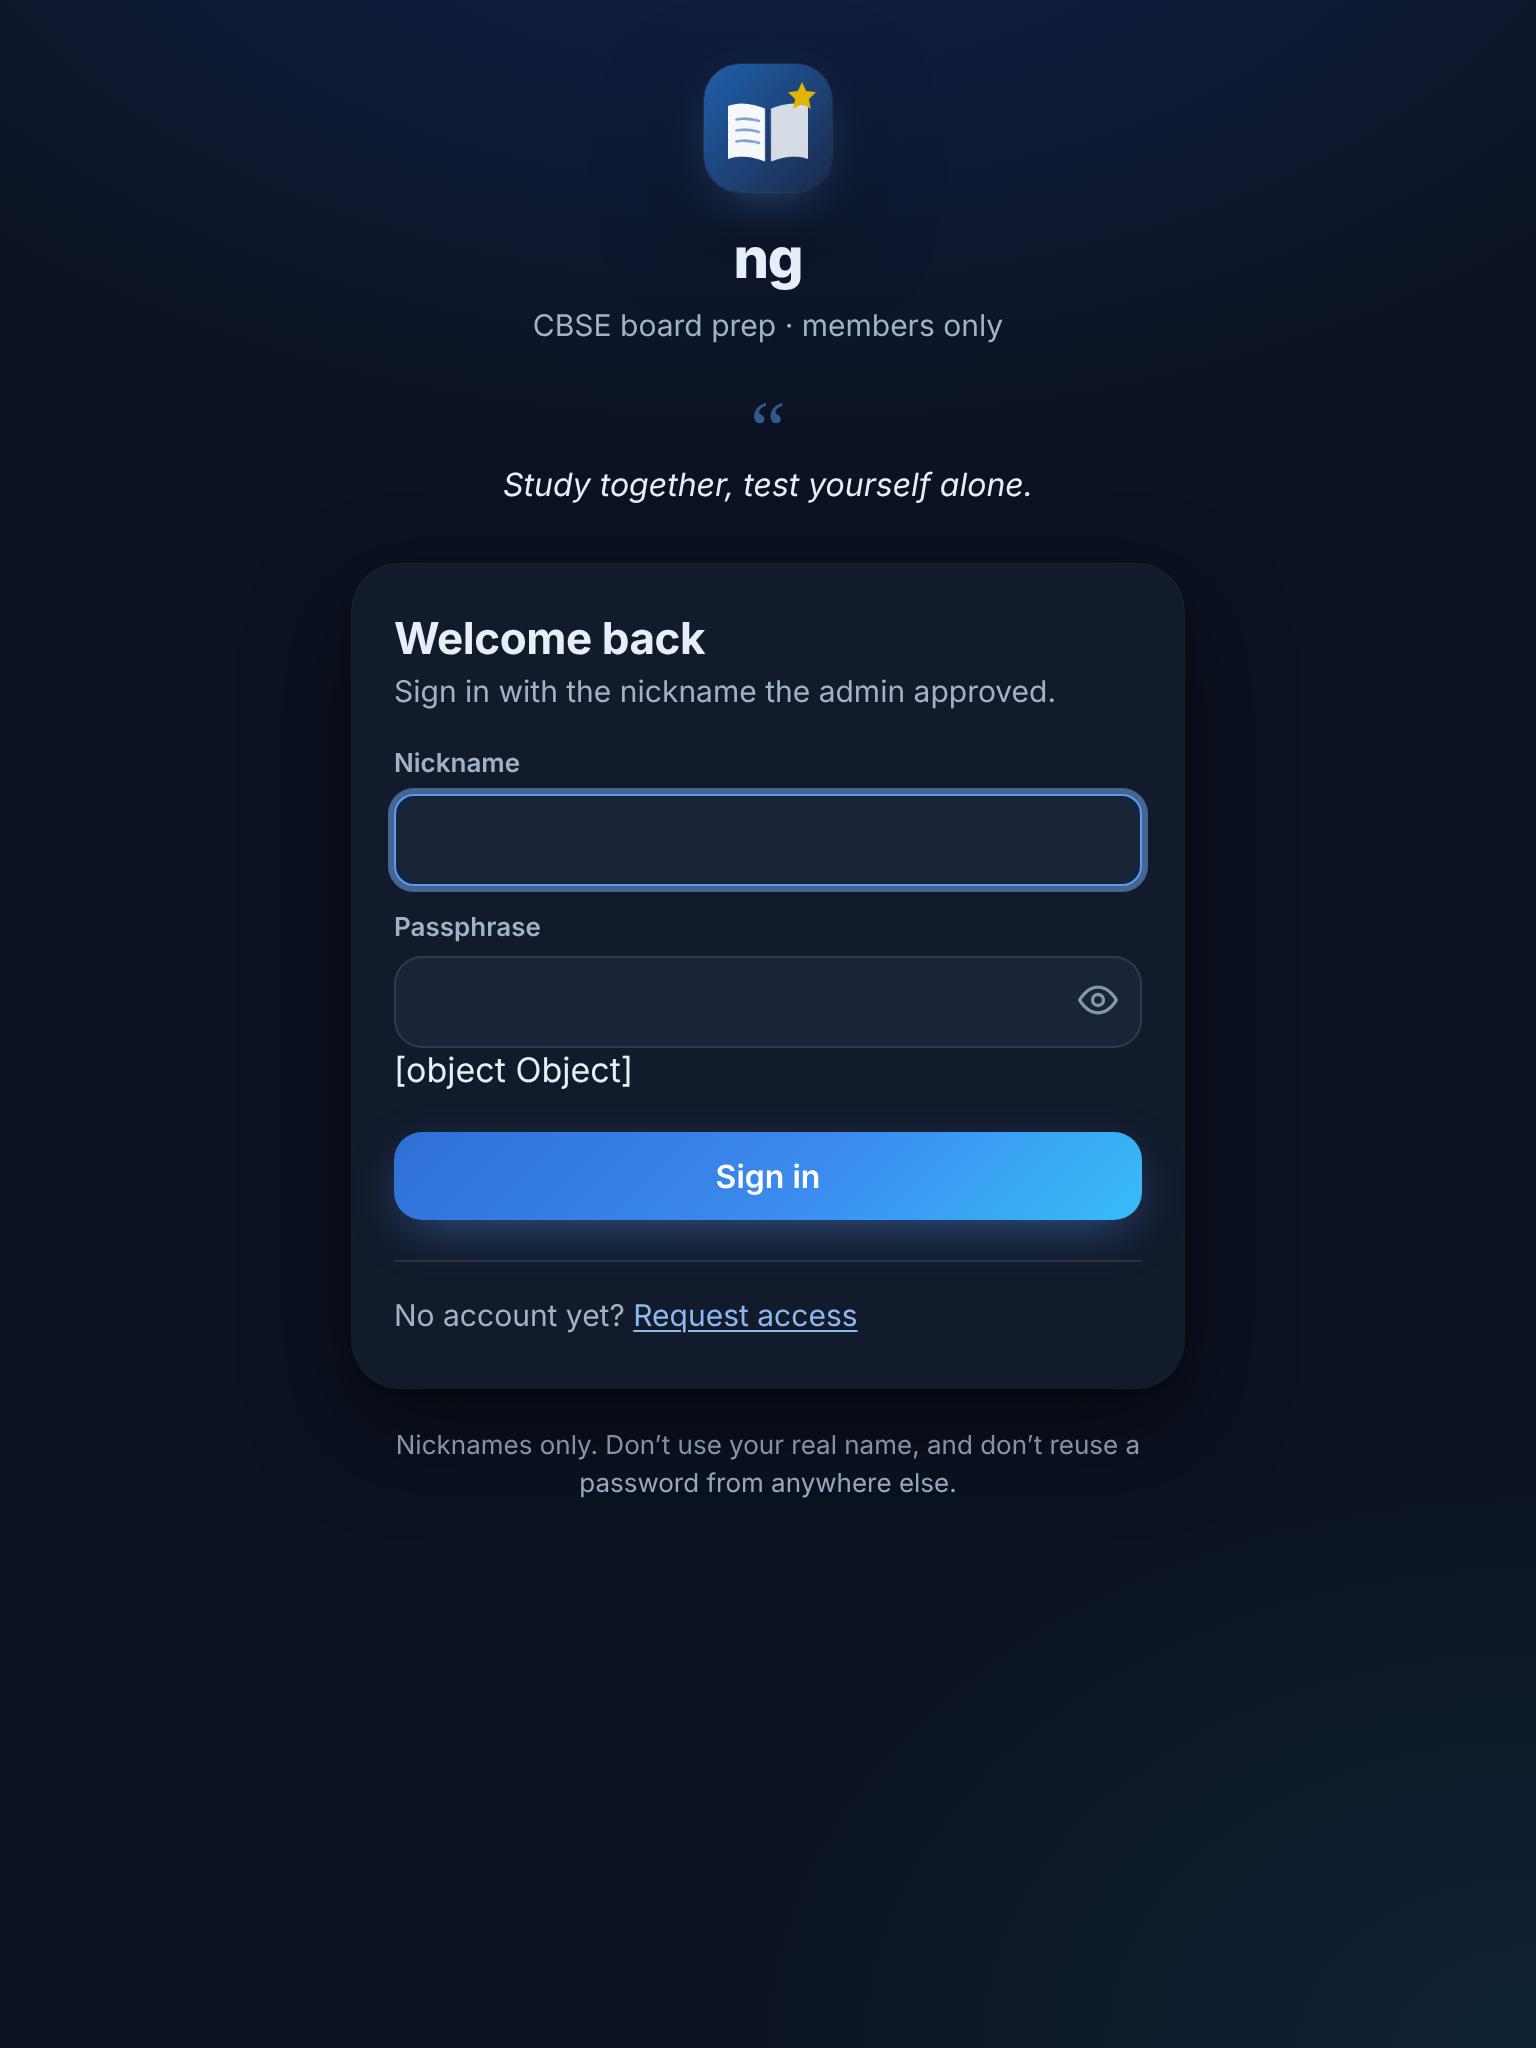 ng
CBSE board prep · members only
“
Study together, test yourself alone.
Welcome back
Sign in with the nickname the admin approved.
Nickname
Passphrase
[object Object]
Sign in
No account yet? Request access
Nicknames only. Don’t use your real name, and don’t reuse a
password from anywhere else.